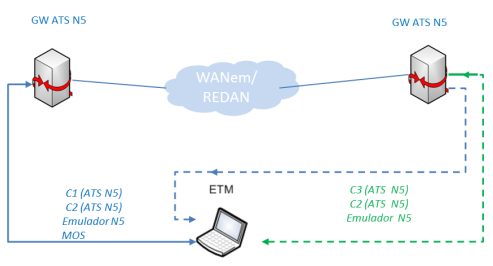 GW ATS N5
GW ATS N5
WANem/
REDAN
ETM
C1 (ATS N5)
C2 (ATS N5)
Emulador N5
MOS
C3 (ATS N5)
C2 (ATS N5)
Emulador N5